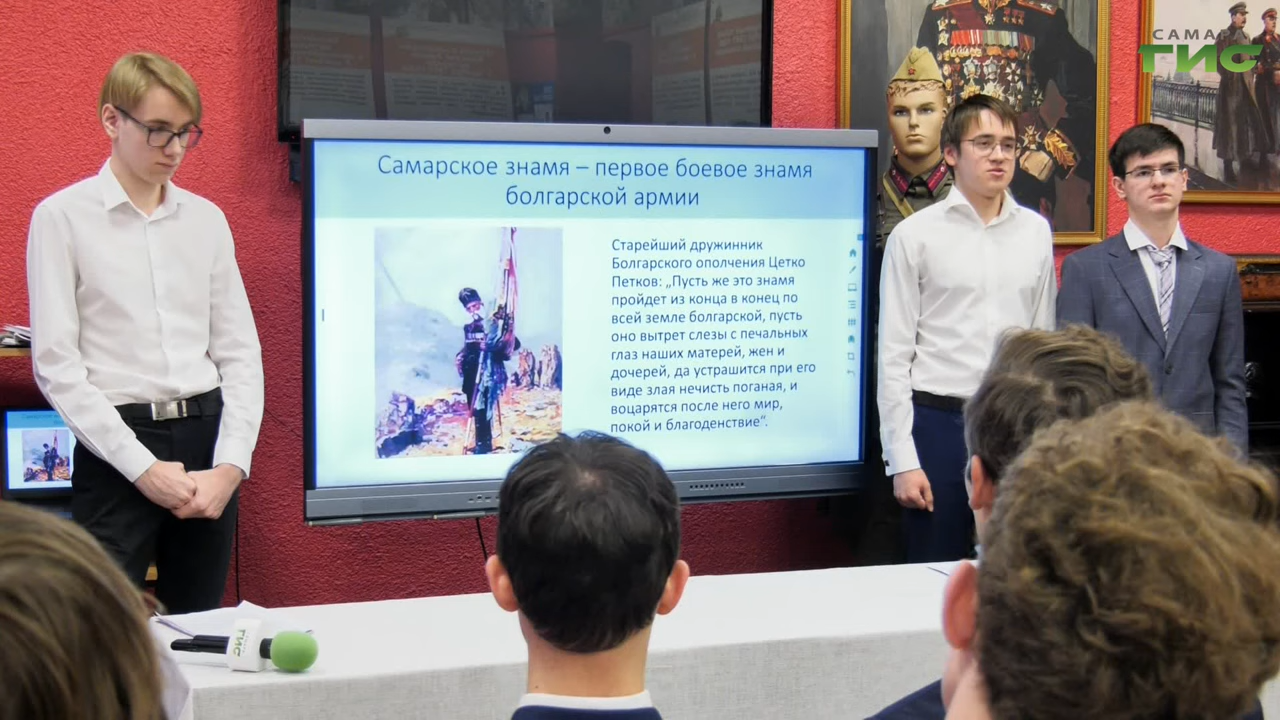 САМАРА
ГИС
Самарское знамя – первое боевое знамя
болгарской армии
Старейший дружинник
Болгарского ополчения Цетко
Петков: „Пусть же это знамя
пройдет из конца в конец по
всей земле болгарской, пусть
оно вытрет слезы с печальных
глаз наших матерей, жен и
дочерей, да устрашится при его
виде злая нечисть поганая, и
воцарятся после него мир,
покой и благоденствие“.
ГИС